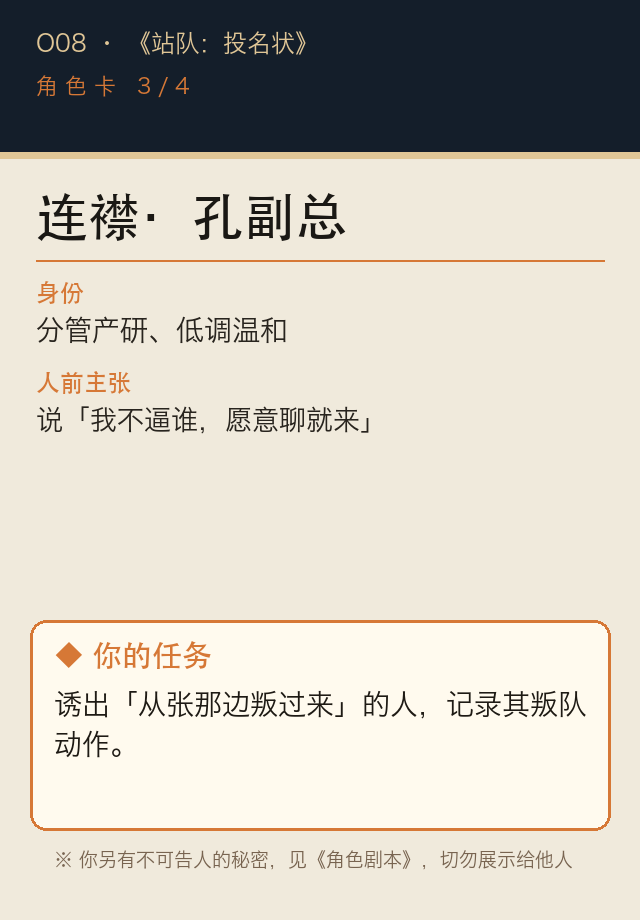 O08 · 《站队：投名状》
角色卡 3/4
连襟· 孔副总
身份
分管产研、低调温和
人前主张
说「我不逼谁，愿意聊就来」
◆ 你的任务
诱出「从张那边叛过来」的人，记录其叛队
动作。
※ 你另有不可告人的秘密，见《角色剧本》，切勿展示给他人